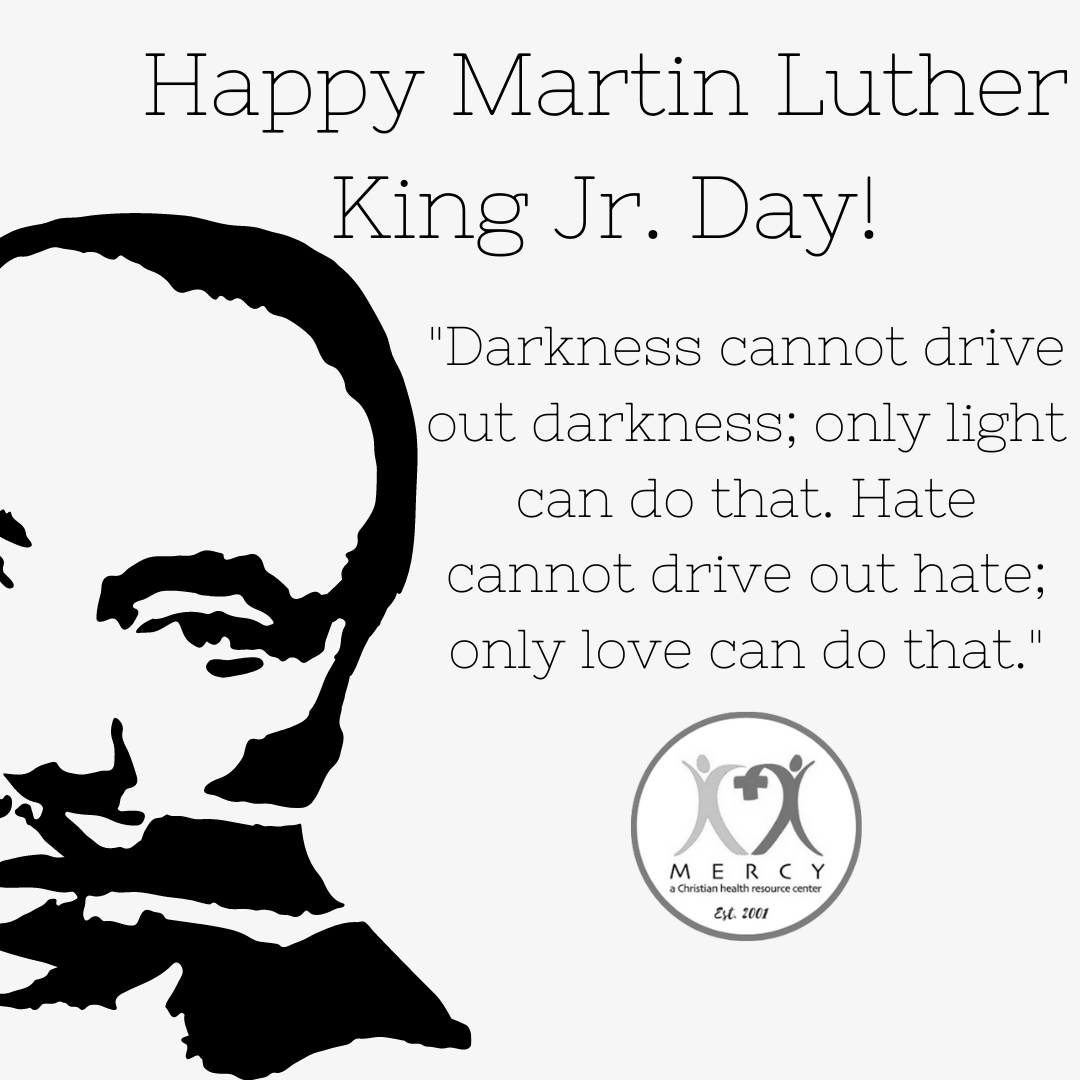 Happy Martin Luther
King Jr. Day!
"Darkness cannot drive
out darkness; only light
can do that. Hate
cannot drive out hate;
only love can do that."
MERCY
a Christian health resource center
Est. 2001